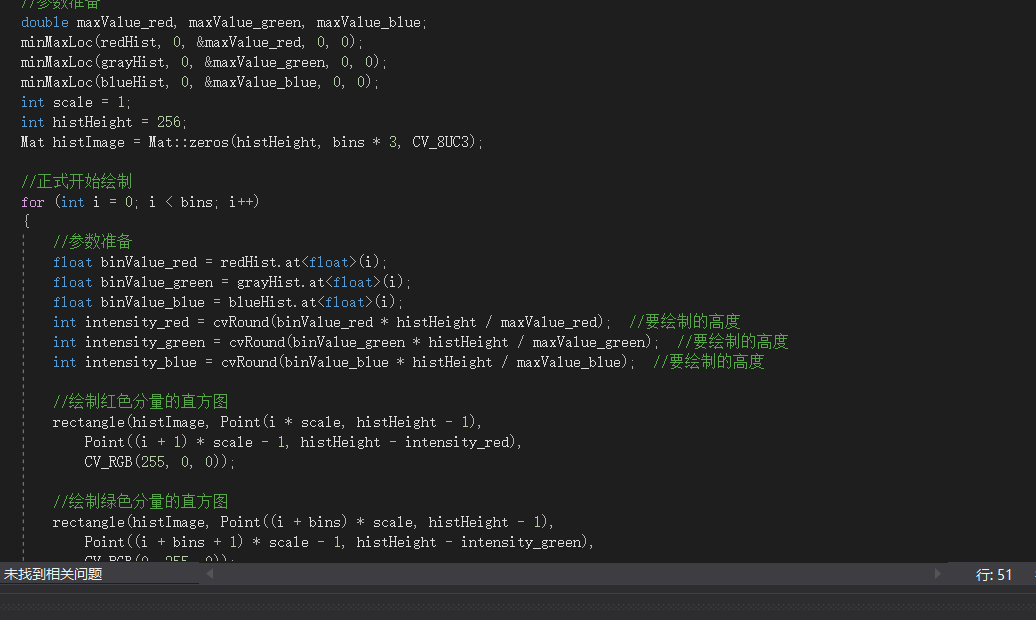 //参数准备
double maxValue_red, maxValue_green, maxValue_blue;
minMaxLoc(redHist, 0, &maxValue_red, 0, 0);
minMaxLoc(grayHist, 0, &maxValue_green, 0, 0);
minMaxLoc(blueHist, 0, &maxValue_blue, 0, 0);
int scale = 1;
int histHeight = 256;
Mat histImage = Mat::zeros(histHeight, bins * 3, CV_8UC3);
//正式开始绘制
for (int i = 0; i < bins; i++)
{
//参数准备
float binValue_red = redHist.at<float>(i);
float binValue_green = grayHist.at<float>(i);
float binValue_blue = blueHist.at<float>(i);
int intensity_red = cvRound(binValue_red * histHeight / maxValue_red); //要绘制的高度
int intensity_green = cvRound(binValue_green * histHeight / maxValue_green); //要绘制的高度
int intensity_blue = cvRound(binValue_blue * histHeight / maxValue_blue); //要绘制的高度
//绘制红色分量的直方图
rectangle(histImage, Point(i * scale, histHeight - 1),
Point((i + 1) * scale - 1, histHeight - intensity_red),
CV_RGB(255, 0, 0));
//绘制绿色分量的直方图
rectangle(histImage, Point((i + bins) * scale, histHeight - 1),
Point((i + bins + 1) * scale - 1, histHeight - intensity_green),
CV_RGB(0, 255, 0));
未找到相关问题 行: 51